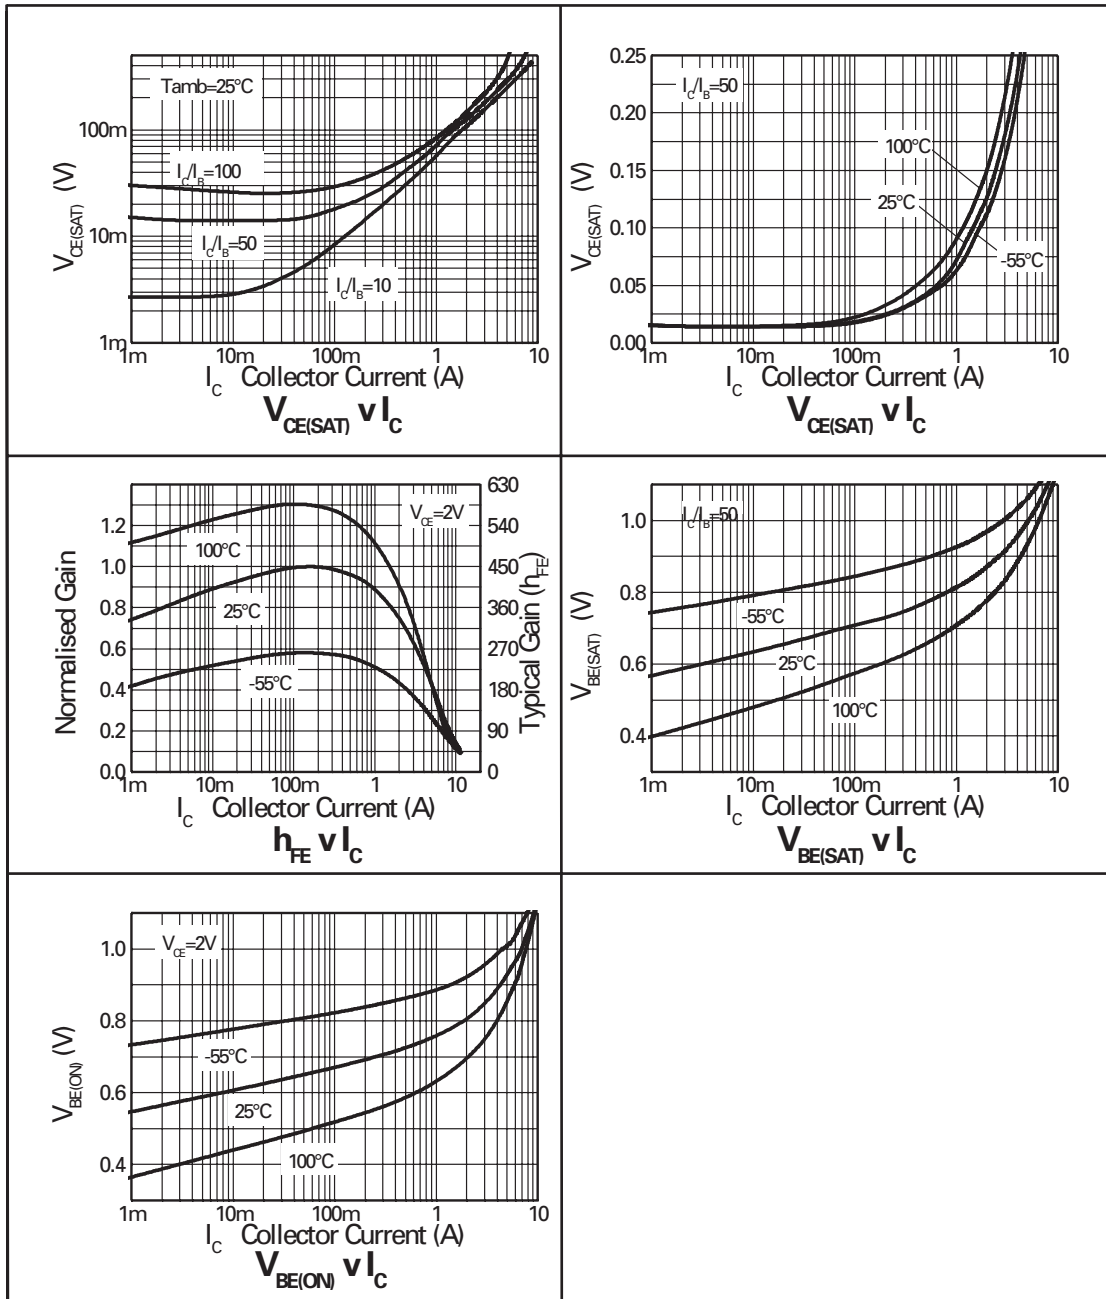 V_CE(SAT) (V)
100m
10m
1m
Tamb=25°C
I_C/I_B=100
I_C/I_B=50
I_C/I_B=10
1m 10m 100m 1 10
I_C Collector Current (A)
V_CE(SAT) v I_C
V_CE(SAT) (V)
0.25
0.20
0.15
0.10
0.05
0.00
I_C/I_B=50
100°C
25°C
-55°C
1m 10m 100m 1 10
I_C Collector Current (A)
V_CE(SAT) v I_C
Normalised Gain
1.2
1.0
0.8
0.6
0.4
0.2
0.0
V_CE=2V
100°C
25°C
-55°C
630
540
450
360
270
180
90
0
Typical Gain (h_FE)
1m 10m 100m 1 10
I_C Collector Current (A)
h_FE v I_C
V_BE(SAT) (V)
1.0
0.8
0.6
0.4
I_C/I_B=50
-55°C
25°C
100°C
1m 10m 100m 1 10
I_C Collector Current (A)
V_BE(SAT) v I_C
V_BE(ON) (V)
1.0
0.8
0.6
0.4
V_CE=2V
-55°C
25°C
100°C
1m 10m 100m 1 10
I_C Collector Current (A)
V_BE(ON) v I_C